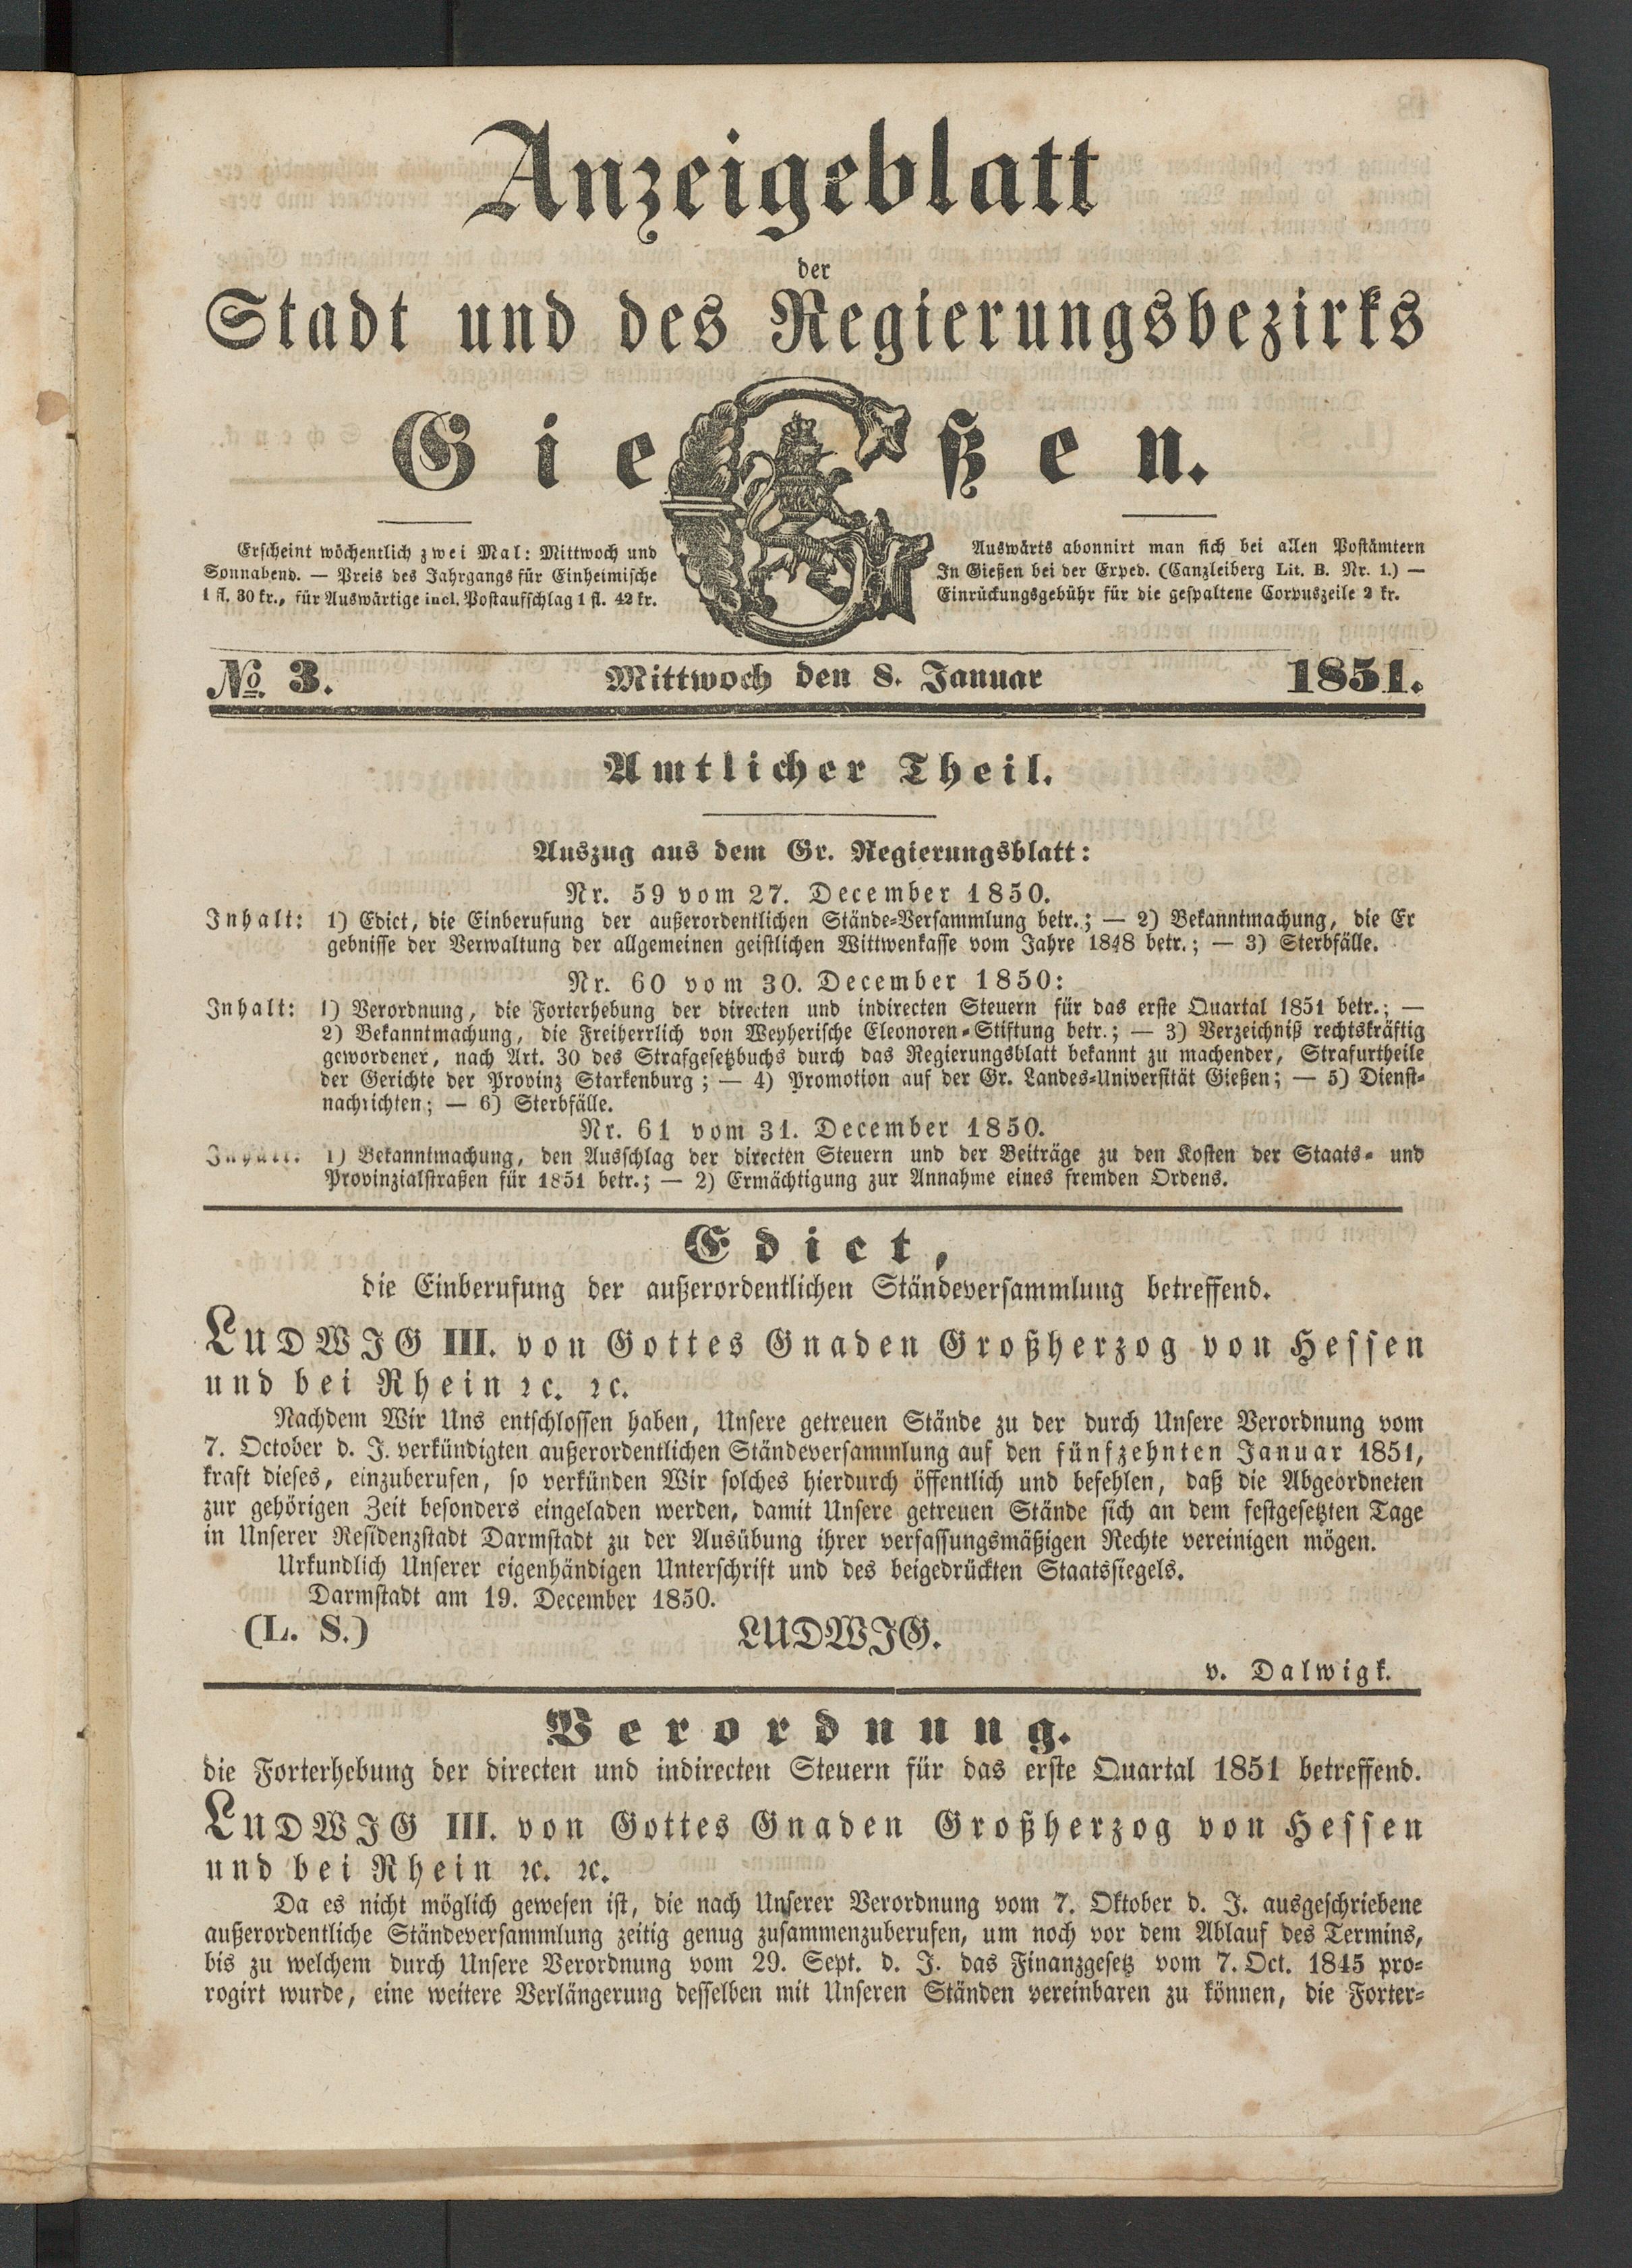 Anzeigeblatt
der
Stadt und des Regierungsbezirks
Gießen.
Erscheint wöchentlich zwei Mal: Mittwoch und
Sonnabend. — Preis des Jahrgangs für Einheimische
1 fl. 30 kr., für Auswärtige incl. Postaufschlag 1 fl. 42 kr.
Auswärts abonnirt man sich bei allen Postämtern
In Gießen bei der Exped. (Canzleiberg Lit. B. Nr. 1.) —
Einrückungsgebühr für die gespaltene Corpuszeile 2 kr.
No. 3. Mittwoch den 8. Januar 1851.
Amtlicher Theil.
Auszug aus dem Gr. Regierungsblatt:
Nr. 59 vom 27. December 1850.
Inhalt: 1) Edict, die Einberufung der außerordentlichen Stände-Versammlung betr.; — 2) Bekanntmachung, die Er
gebnisse der Verwaltung der allgemeinen geistlichen Wittwenkasse vom Jahre 1848 betr.; — 3) Sterbfälle.
Nr. 60 vom 30. December 1850:
Inhalt: 1) Verordnung, die Forterhebung der directen und indirecten Steuern für das erste Quartal 1851 betr.; —
2) Bekanntmachung, die Freiherrlich von Weyherische Eleonoren-Stiftung betr.; — 3) Verzeichniß rechtskräftig
gewordener, nach Art. 30 des Strafgesetzbuchs durch das Regierungsblatt bekannt zu machender, Strafurtheile
der Gerichte der Provinz Starkenburg; — 4) Promotion auf der Gr. Landes-Universität Gießen; — 5) Dienst-
nachrichten; — 6) Sterbfälle.
Nr. 61 vom 31. December 1850.
Inhalt: 1) Bekanntmachung, den Ausschlag der directen Steuern und der Beiträge zu den Kosten der Staats- und
Provinzialstraßen für 1851 betr.; — 2) Ermächtigung zur Annahme eines fremden Ordens.
Edict,
die Einberufung der außerordentlichen Ständeversammlung betreffend.
LUDWIG III. von Gottes Gnaden Großherzog von Hessen
und bei Rhein ꝛc. ꝛc.
Nachdem Wir Uns entschlossen haben, Unsere getreuen Stände zu der durch Unsere Verordnung vom
7. October d. J. verkündigten außerordentlichen Ständeversammlung auf den fünfzehnten Januar 1851,
kraft dieses, einzuberufen, so verkünden Wir solches hierdurch öffentlich und befehlen, daß die Abgeordneten
zur gehörigen Zeit besonders eingeladen werden, damit Unsere getreuen Stände sich an dem festgesetzten Tage
in Unserer Residenzstadt Darmstadt zu der Ausübung ihrer verfassungsmäßigen Rechte vereinigen mögen.
Urkundlich Unserer eigenhändigen Unterschrift und des beigedrückten Staatssiegels.
Darmstadt am 19. December 1850.
(L. S.) LUDWIG.
v. Dalwigk.
Verordnung.
die Forterhebung der directen und indirecten Steuern für das erste Quartal 1851 betreffend.
LUDWIG III. von Gottes Gnaden Großherzog von Hessen
und bei Rhein ꝛc. ꝛc.
Da es nicht möglich gewesen ist, die nach Unserer Verordnung vom 7. Oktober d. J. ausgeschriebene
außerordentliche Ständeversammlung zeitig genug zusammenzuberufen, um noch vor dem Ablauf des Termins,
bis zu welchem durch Unsere Verordnung vom 29. Sept. d. J. das Finanzgesetz vom 7. Oct. 1845 pro-
rogirt wurde, eine weitere Verlängerung desselben mit Unseren Ständen vereinbaren zu können, die Forter-